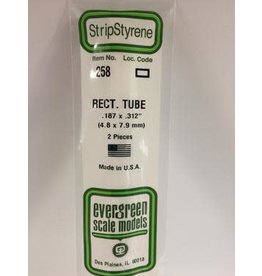 StripStyrene
Item No. Loc. Code
258
RECT. TUBE
.187 x .312"
(4.8 x 7.9 mm)
2 Pieces
Made in U.S.A.
evergreen
scale models
Des Plaines, IL 60018